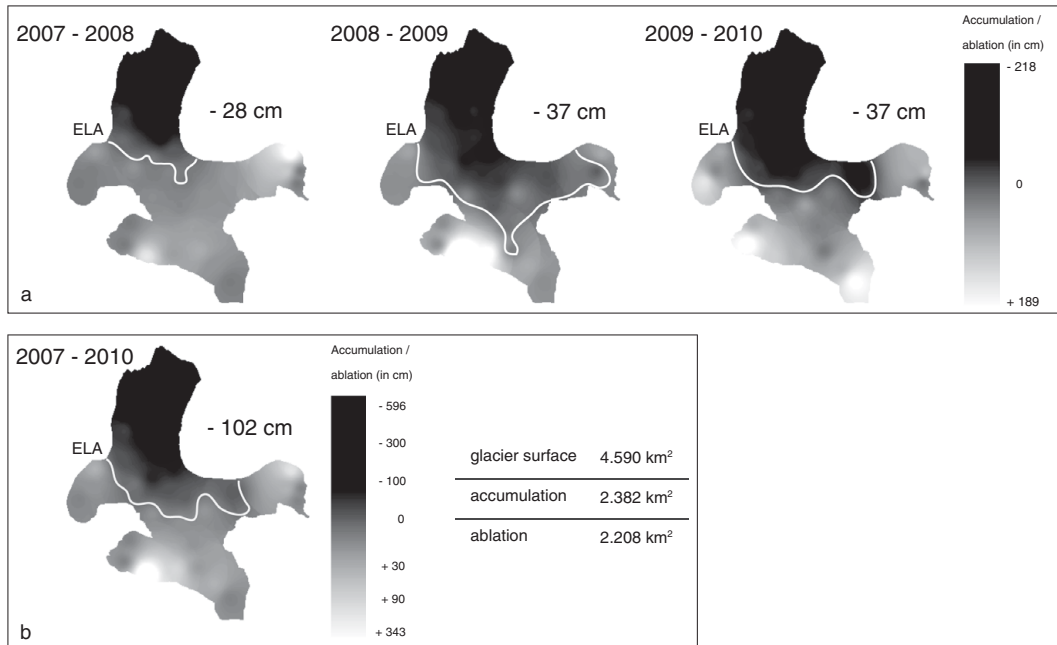 2007 - 2008
2008 - 2009
2009 - 2010
Accumulation /
ablation (in cm)
- 28 cm
- 37 cm
- 37 cm
ELA
ELA
ELA
- 218
0
+ 189
a
2007 - 2010
Accumulation /
ablation (in cm)
- 102 cm
ELA
- 596
- 300
- 100
0
+ 30
+ 90
+ 343
glacier surface 4.590 km²
accumulation 2.382 km²
ablation 2.208 km²
b